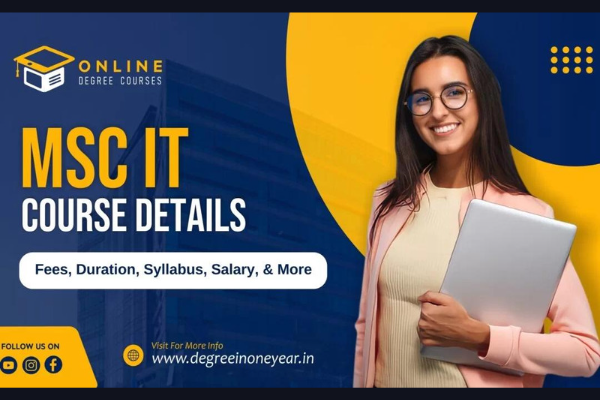 ONLINE
DEGREE COURSES
MSC IT
COURSE DETAILS
Fees, Duration, Syllabus, Salary, & More
FOLLOW US ON
Visit For More Info
www.degreeinoneyear.in